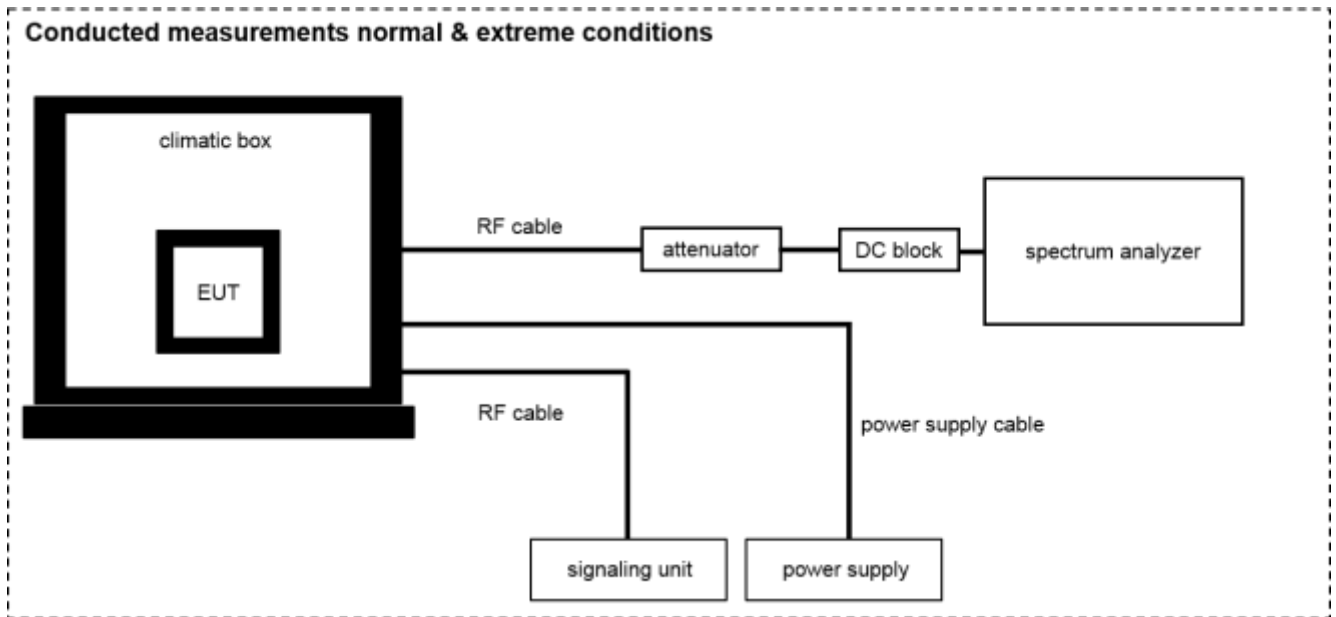 Conducted measurements normal & extreme conditions
climatic box
RF cable
attenuator
DC block
spectrum analyzer
EUT
RF cable
power supply cable
signaling unit
power supply